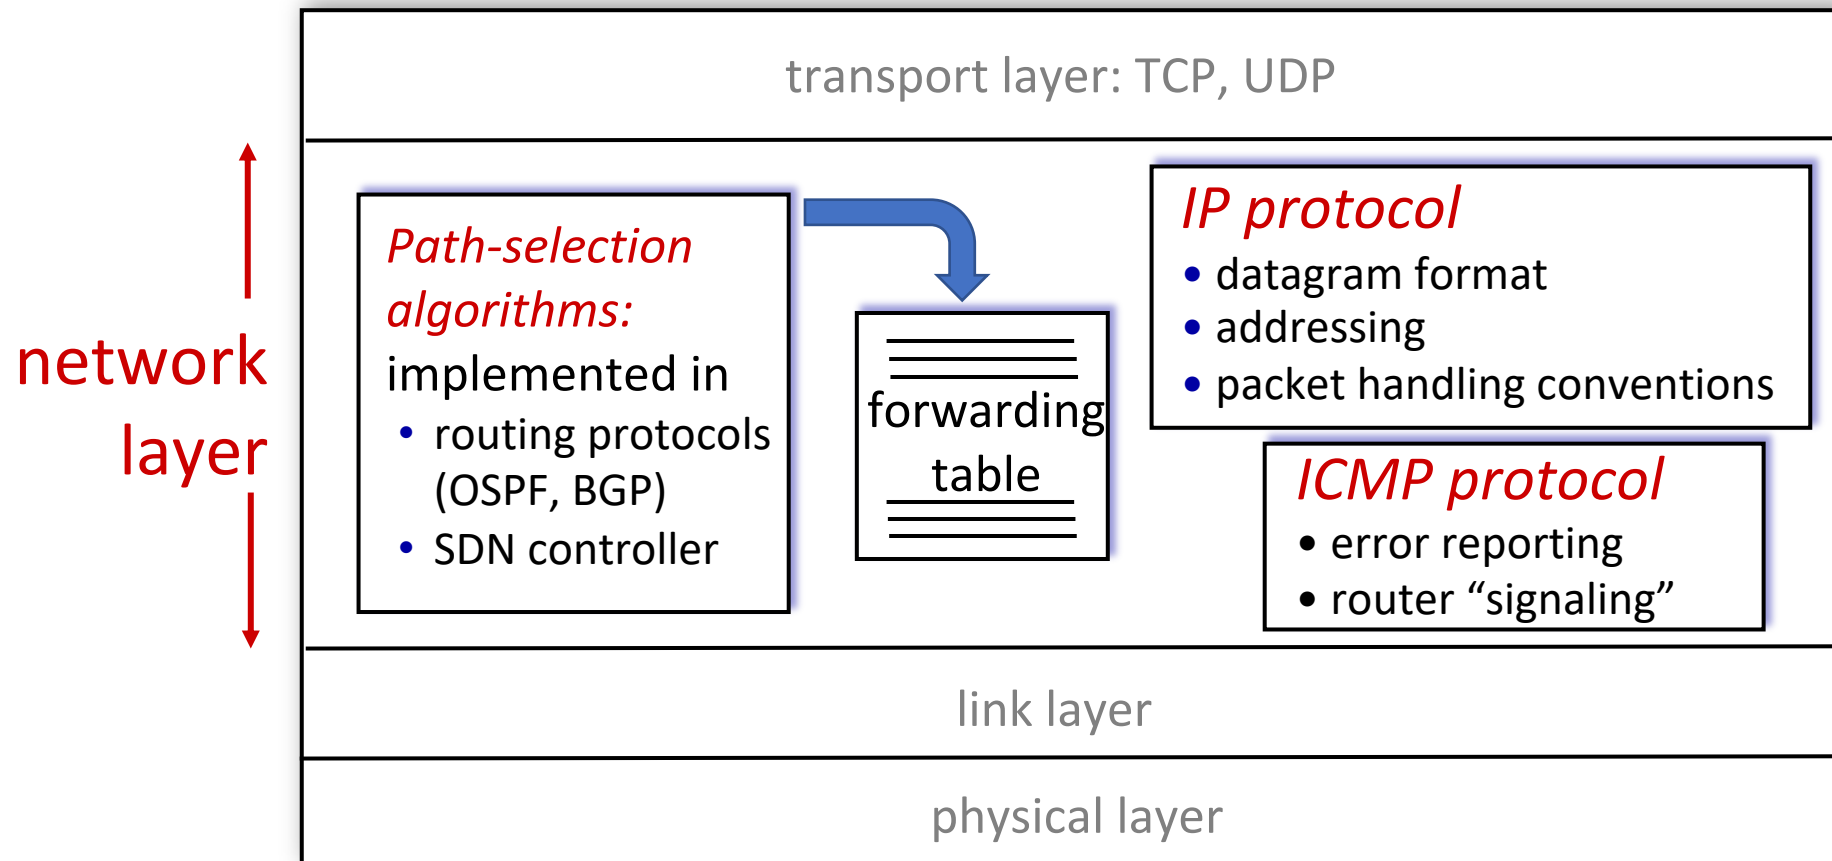 transport layer: TCP, UDP
network
layer
Path-selection
algorithms:
implemented in
• routing protocols
(OSPF, BGP)
• SDN controller
forwarding
table
IP protocol
• datagram format
• addressing
• packet handling conventions
ICMP protocol
• error reporting
• router “signaling”
link layer
physical layer